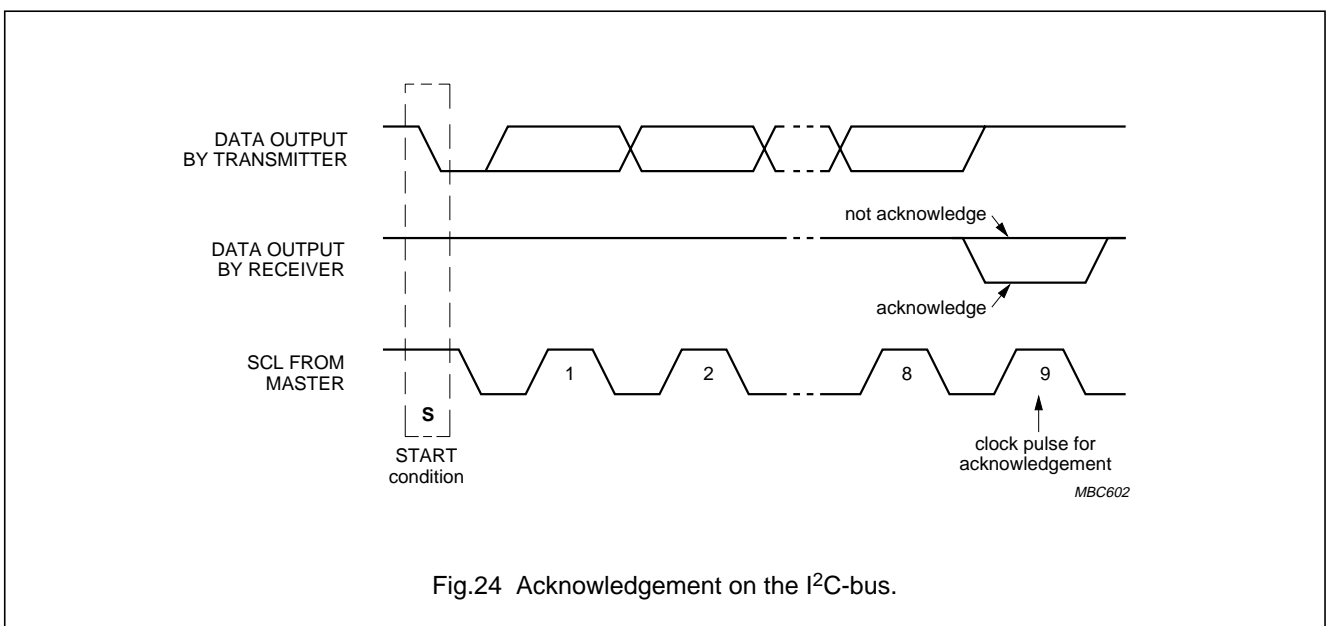 DATA OUTPUT
BY TRANSMITTER
not acknowledge
DATA OUTPUT
BY RECEIVER
acknowledge
SCL FROM
MASTER
1
2
8
9
S
START
condition
clock pulse for
acknowledgement
MBC602
Fig.24 Acknowledgement on the I²C-bus.